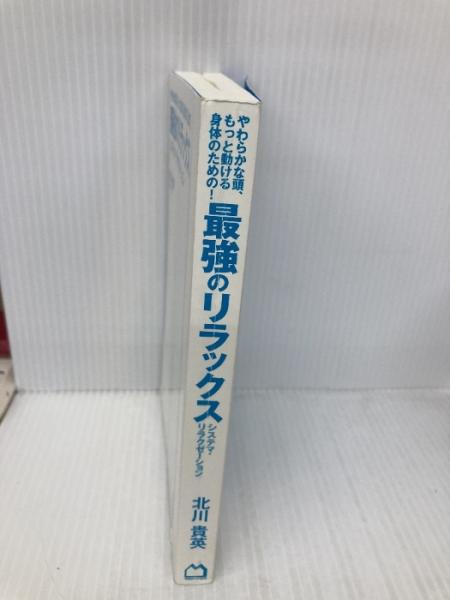 やわらかな頭、
もっと動ける
身体のための!
最強のリラックス
システマ・
リラクゼーション
北川 貴英